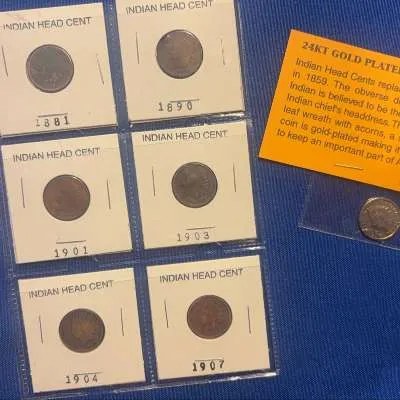 INDIAN HEAD CENT
1881
INDIAN HEAD CENT
1890
INDIAN HEAD CENT
1901
INDIAN HEAD CENT
1903
INDIAN HEAD CENT
1904
INDIAN HEAD CENT
1907
24KT GOLD PLATE
Indian Head Cents repla
in 1859. The obverse d
Indian is believed to be th
Indian chief's headdress. T
leaf wreath with acorns, a
coin is gold-plated making i
to keep an important part of A